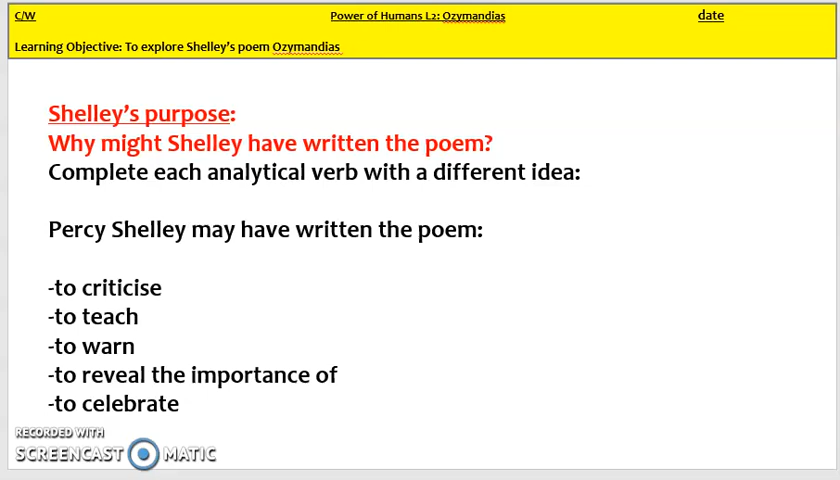 C/W Power of Humans L2: Ozymandias date
Learning Objective: To explore Shelley's poem Ozymandias
Shelley's purpose:
Why might Shelley have written the poem?
Complete each analytical verb with a different idea:
Percy Shelley may have written the poem:
-to criticise
-to teach
-to warn
-to reveal the importance of
-to celebrate
RECORDED WITH
SCREENCAST MATIC